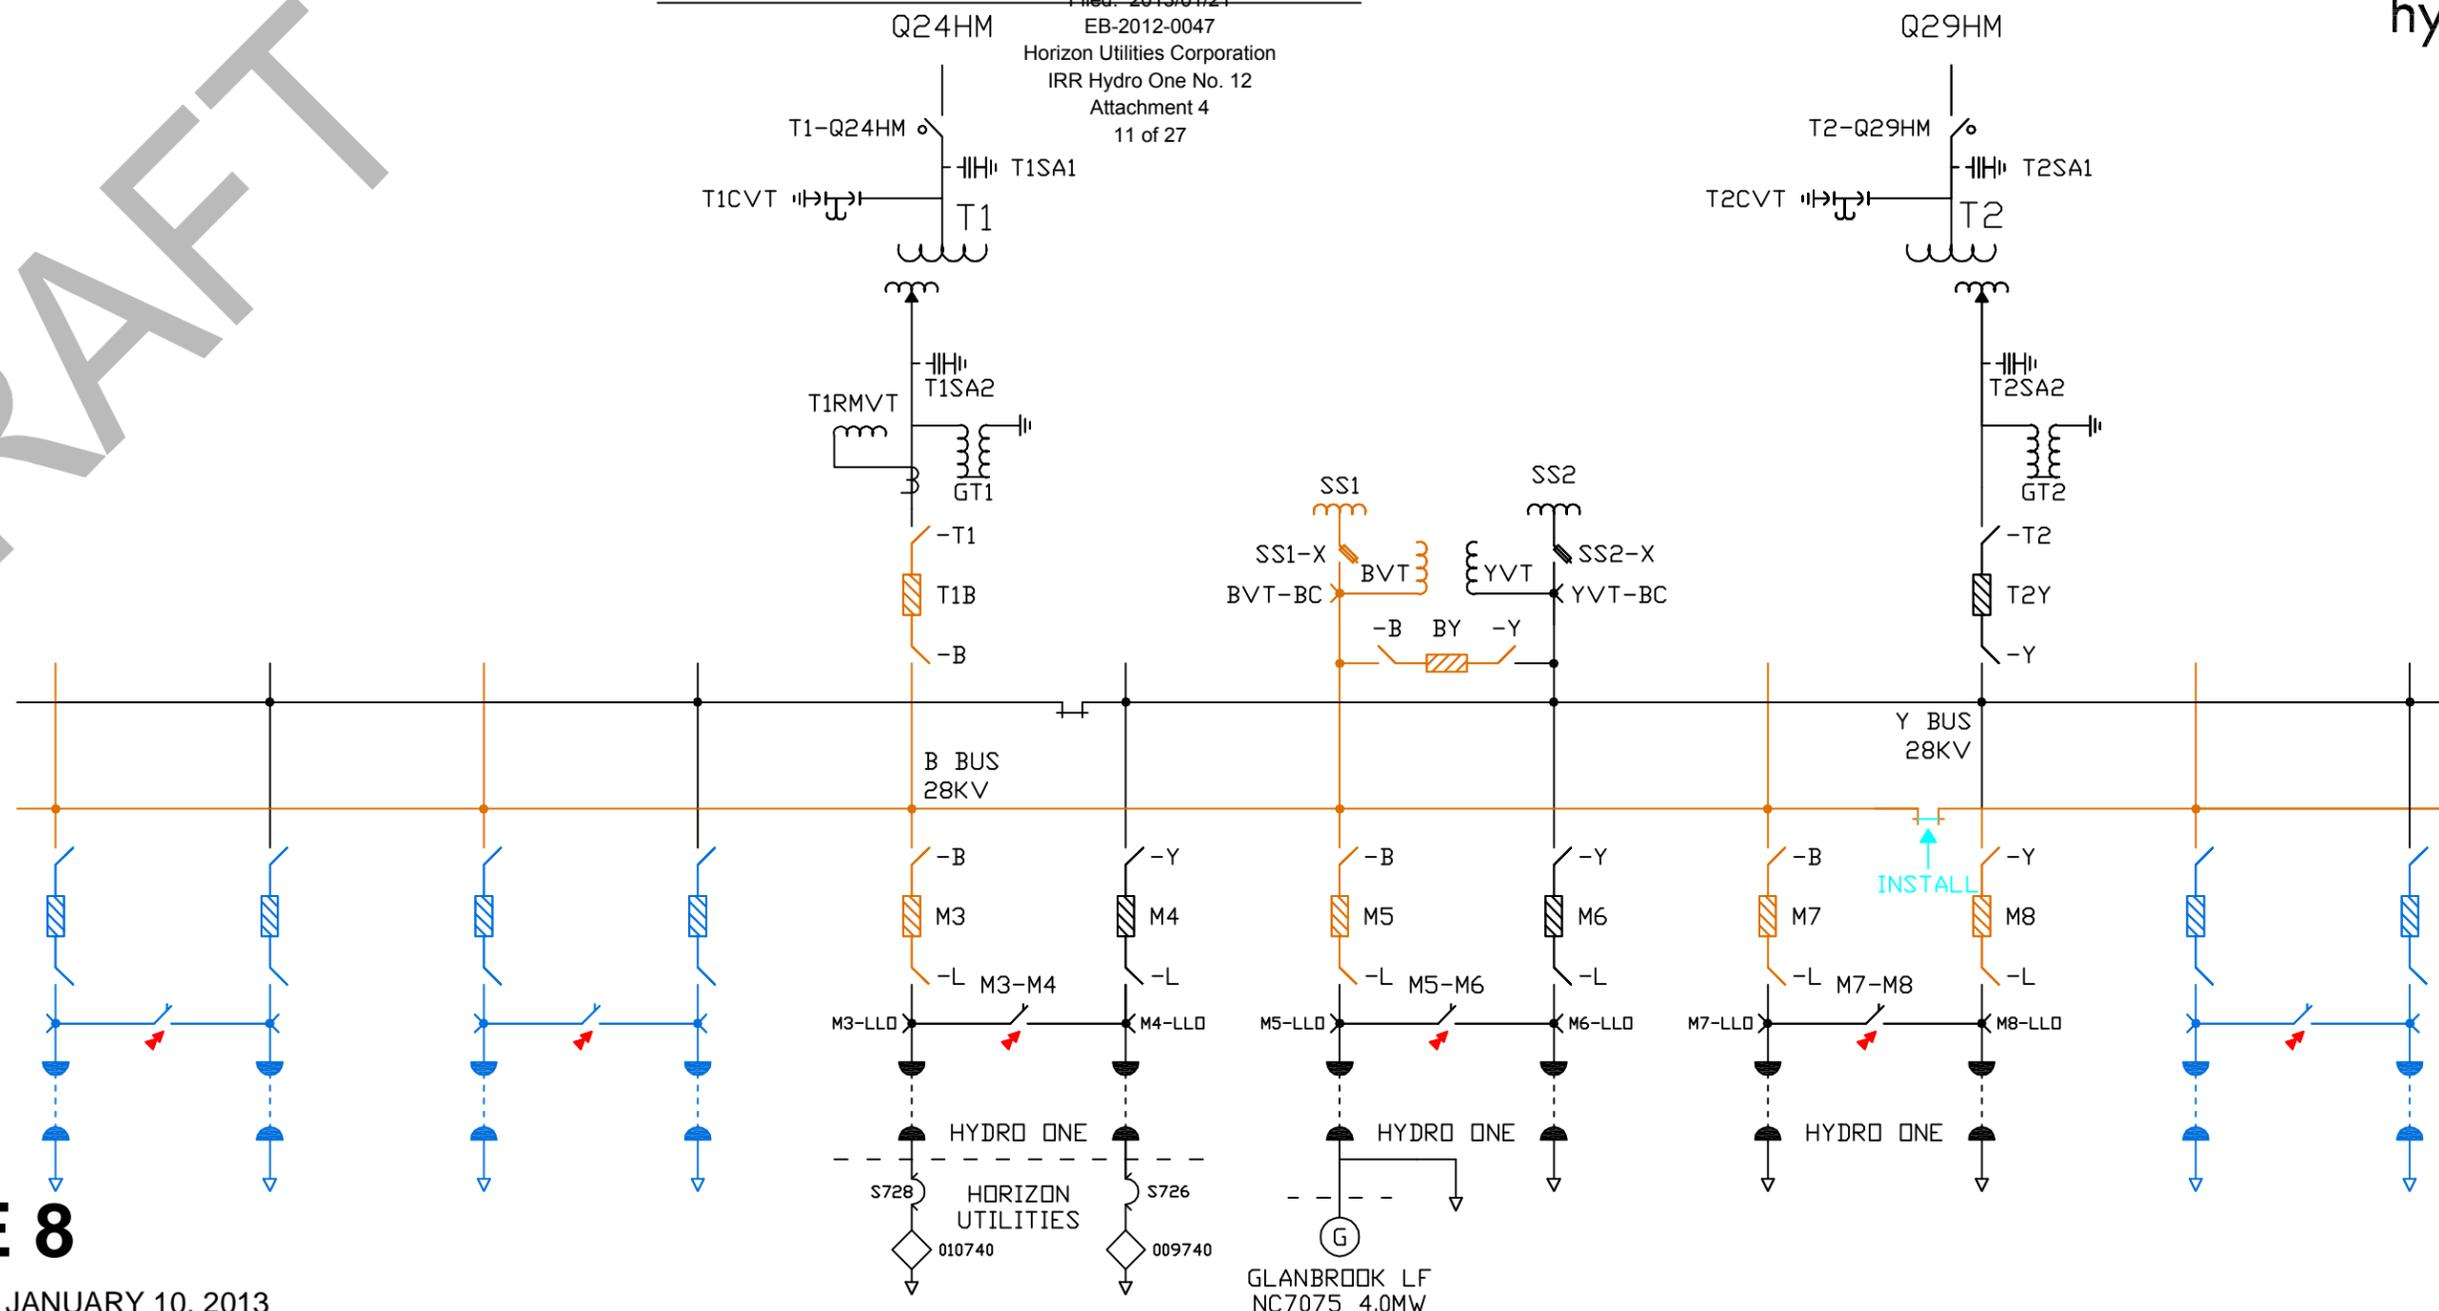 Q24HM
EB-2012-0047
Horizon Utilities Corporation
IRR Hydro One No. 12
Attachment 4
11 of 27
Q29HM
hy
T1-Q24HM
T1SA1
T1CVT
T1
T2-Q29HM
T2SA1
T2CVT
T2
RAFT
T1SA2
T1RMVT
GT1
T2SA2
GT2
SS1
SS2
-T1
T1B
-B
SS1-X
BVT
YVT
SS2-X
BVT-BC
YVT-BC
-B BY -Y
-T2
T2Y
-Y
B BUS
28KV
Y BUS
28KV
-B
M3
-L
-Y
M4
-L
-B
M5
-L
-Y
M6
-L
-B
M7
-L
INSTALL
-Y
M8
-L
M3-M4
M5-M6
M7-M8
M3-LLO
M4-LLO
M5-LLO
M6-LLO
M7-LLO
M8-LLO
HYDRO ONE
HYDRO ONE
HYDRO ONE
S728
HORIZON
UTILITIES
S726
010740
009740
G
GLANBROOK LF
NC7075 4.0MW
E 8
JANUARY 10, 2013